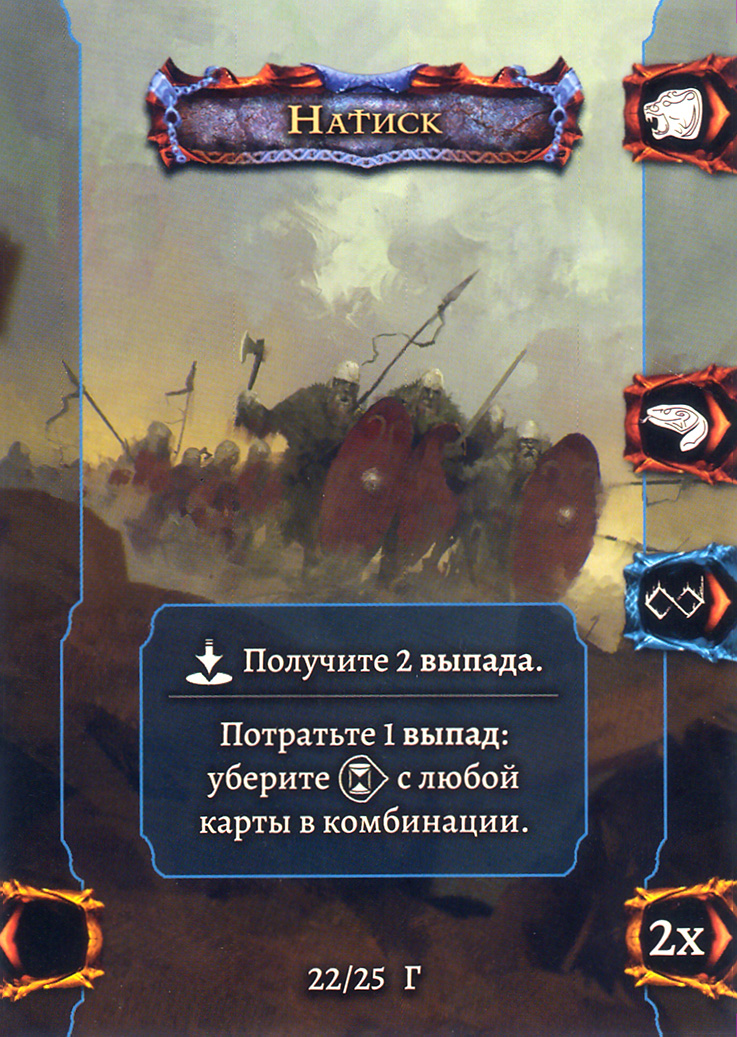 Натиск
Получите 2 выпада.
Потратьте 1 выпад:
уберите с любой
карты в комбинации.
2x
22/25 Г